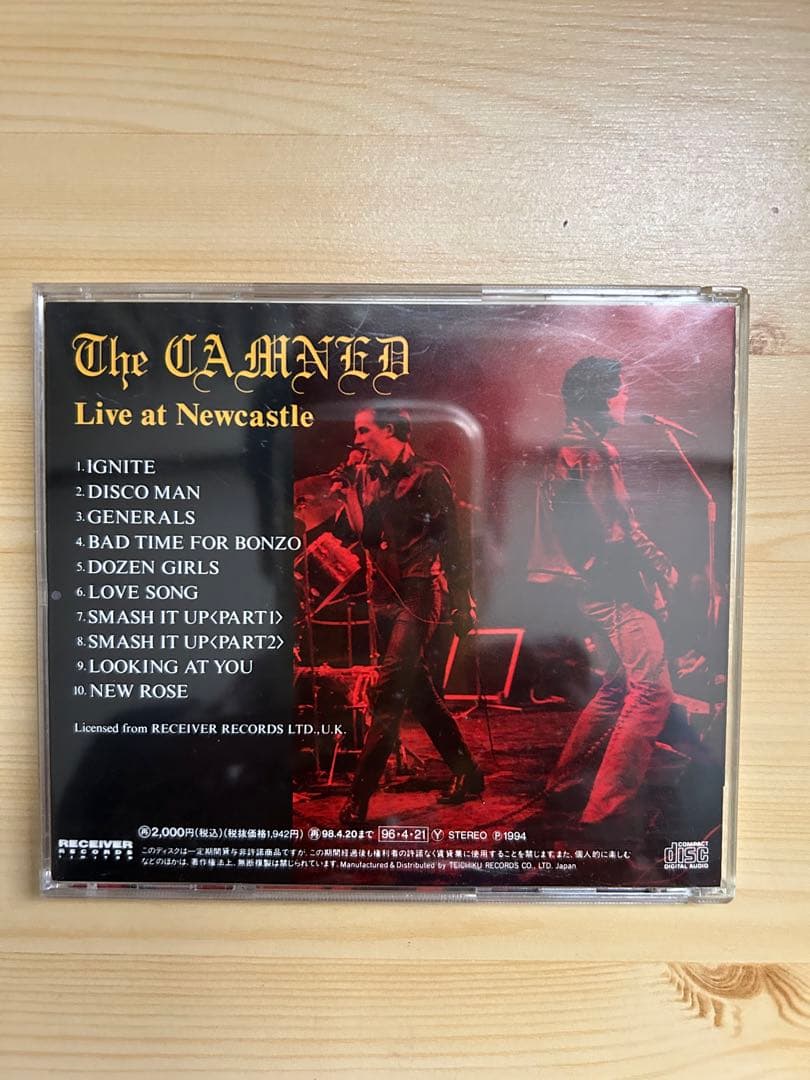 The CAMNED
Live at Newcastle
1. IGNITE
2. DISCO MAN
3. GENERALS
4. BAD TIME FOR BONZO
5. DOZEN GIRLS
6. LOVE SONG
7. SMASH IT UP<PART1>
8. SMASH IT UP<PART2>
9. LOOKING AT YOU
10. NEW ROSE
Licensed from RECEIVER RECORDS LTD.,U.K.
RECEIVER
RECORDS
LIMITED
㊢2,000円(税込)(税抜価格1,942円) ㊢98.4.20まで 96・4・21 Ⓨ STEREO Ⓟ1994
このディスクは一定期間貸与非許諾商品ですが、この期間経過後も権利者の許諾なく賃貸業に使用することを禁じます。また、個人的に楽しむ
などのほかは、著作権法上、無断複製は禁じられています。Manufactured & Distributed by TEICHIKU RECORDS CO., LTD. Japan
COMPACT
disc
DIGITAL AUDIO